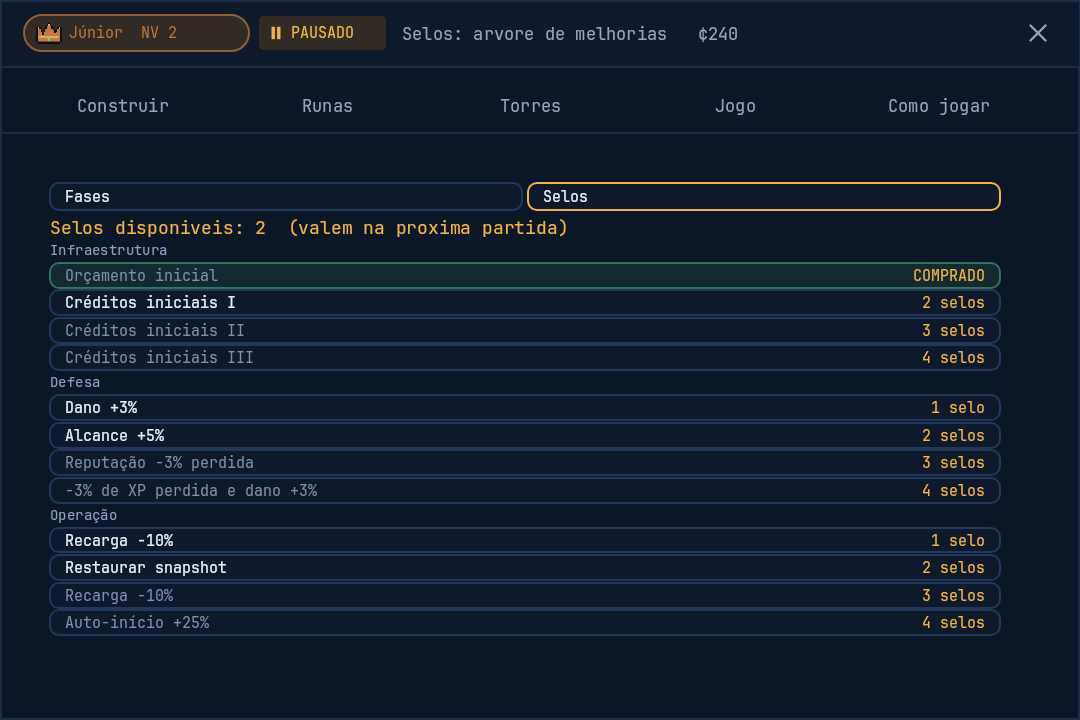 Júnior NV 2 PAUSADO Selos: arvore de melhorias ¢240
Construir Runas Torres Jogo Como jogar
Fases Selos
Selos disponiveis: 2 (valem na proxima partida)
Infraestrutura
Orçamento inicial COMPRADO
Créditos iniciais I 2 selos
Créditos iniciais II 3 selos
Créditos iniciais III 4 selos
Defesa
Dano +3% 1 selo
Alcance +5% 2 selos
Reputação -3% perdida 3 selos
-3% de XP perdida e dano +3% 4 selos
Operação
Recarga -10% 1 selo
Restaurar snapshot 2 selos
Recarga -10% 3 selos
Auto-início +25% 4 selos